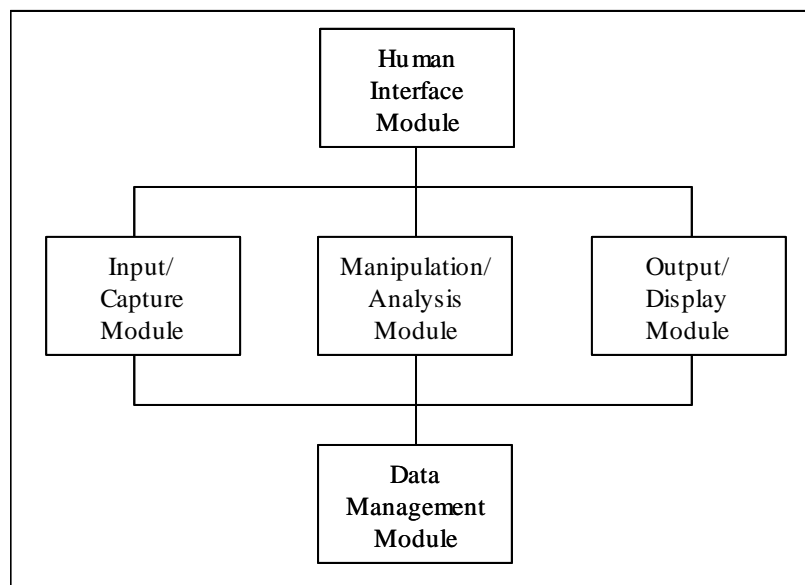 Human
Interface
Module
Input/
Capture
Module
Manipulation/
Analysis
Module
Output/
Display
Module
Data
Management
Module